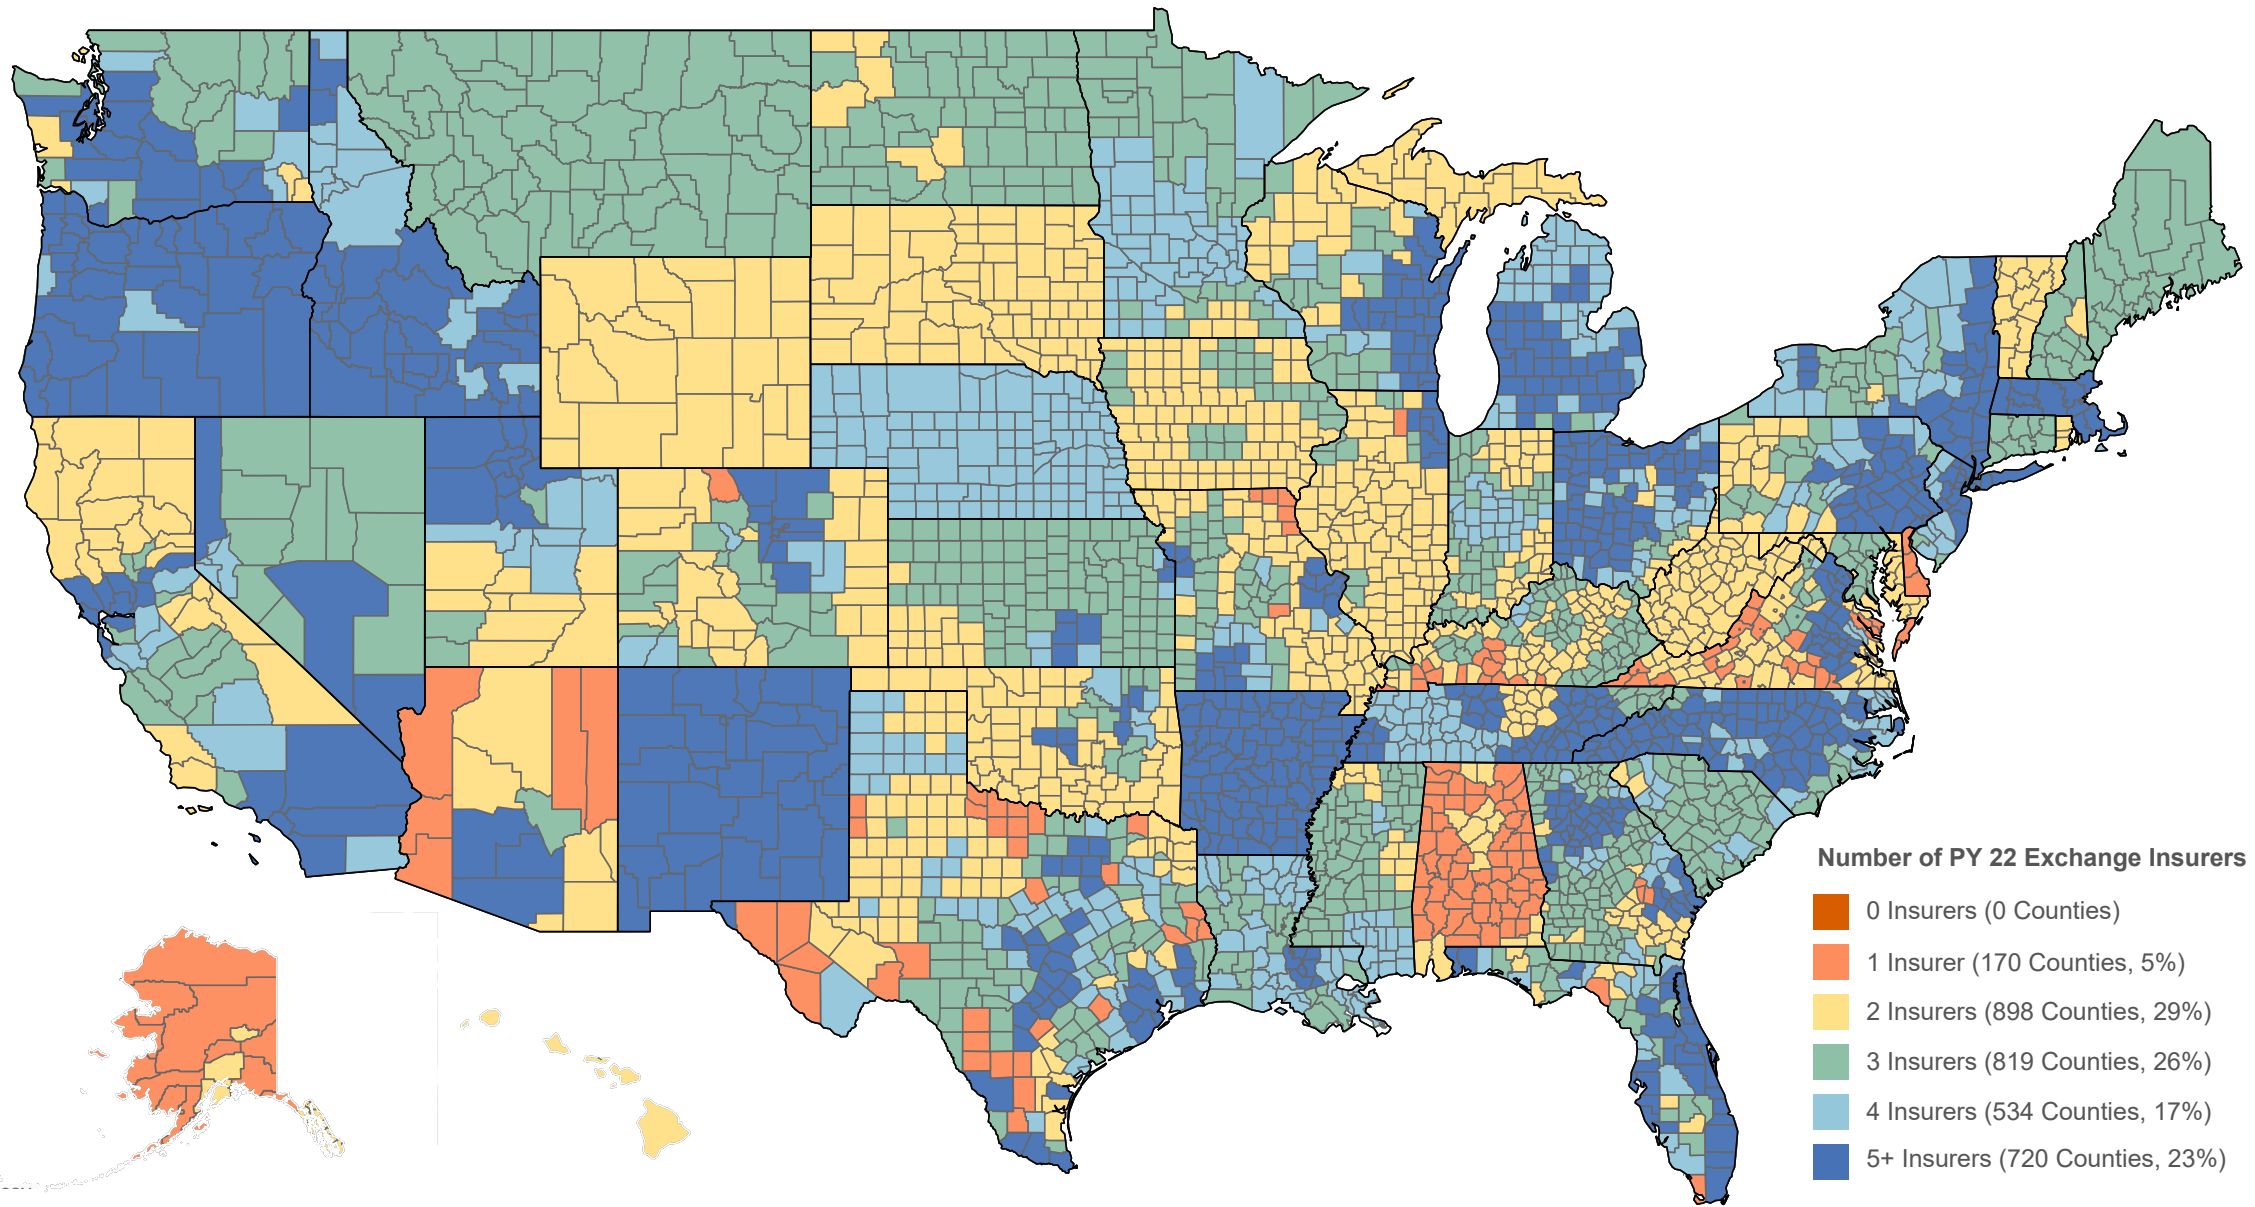 Number of PY 22 Exchange Insurers
0 Insurers (0 Counties)
1 Insurer (170 Counties, 5%)
2 Insurers (898 Counties, 29%)
3 Insurers (819 Counties, 26%)
4 Insurers (534 Counties, 17%)
5+ Insurers (720 Counties, 23%)